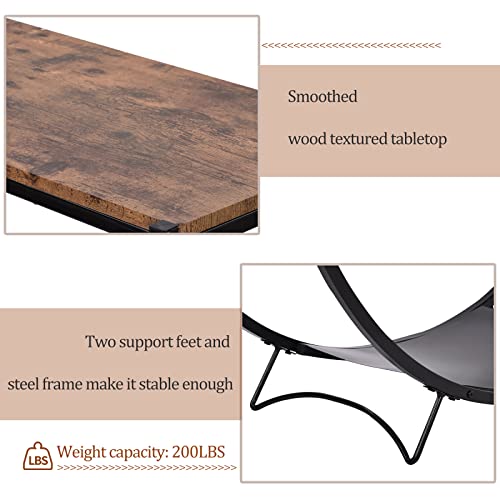 <<<<<<<<<<<<<<<<<<<<<<<<<<<<<
Smoothed
wood textured tabletop
Two support feet and
steel frame make it stable enough
LBS
Weight capacity: 200LBS
>>>>>>>>>>>>>>>>>>>>>>>>>>>>>